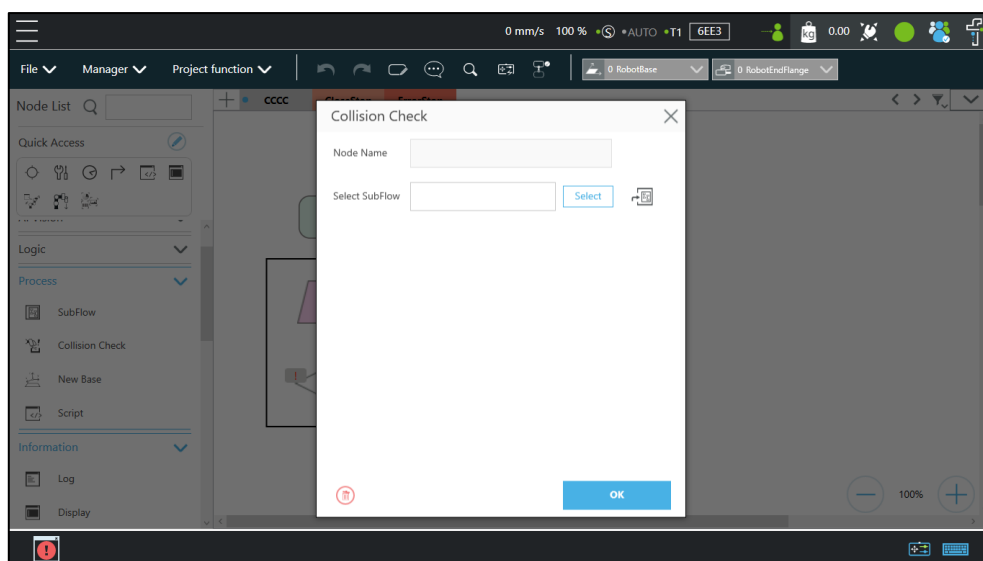 0 mm/s 100 % •Ⓢ •AUTO •T1 6EE3 kg 0.00
File Manager Project function 0 RobotBase 0 RobotEndFlange
Node List
cccc
Collision Check
Quick Access
Node Name
Select SubFlow Select
Logic
Process
SubFlow
Collision Check
New Base
Script
Information
Log
Display
OK
100%